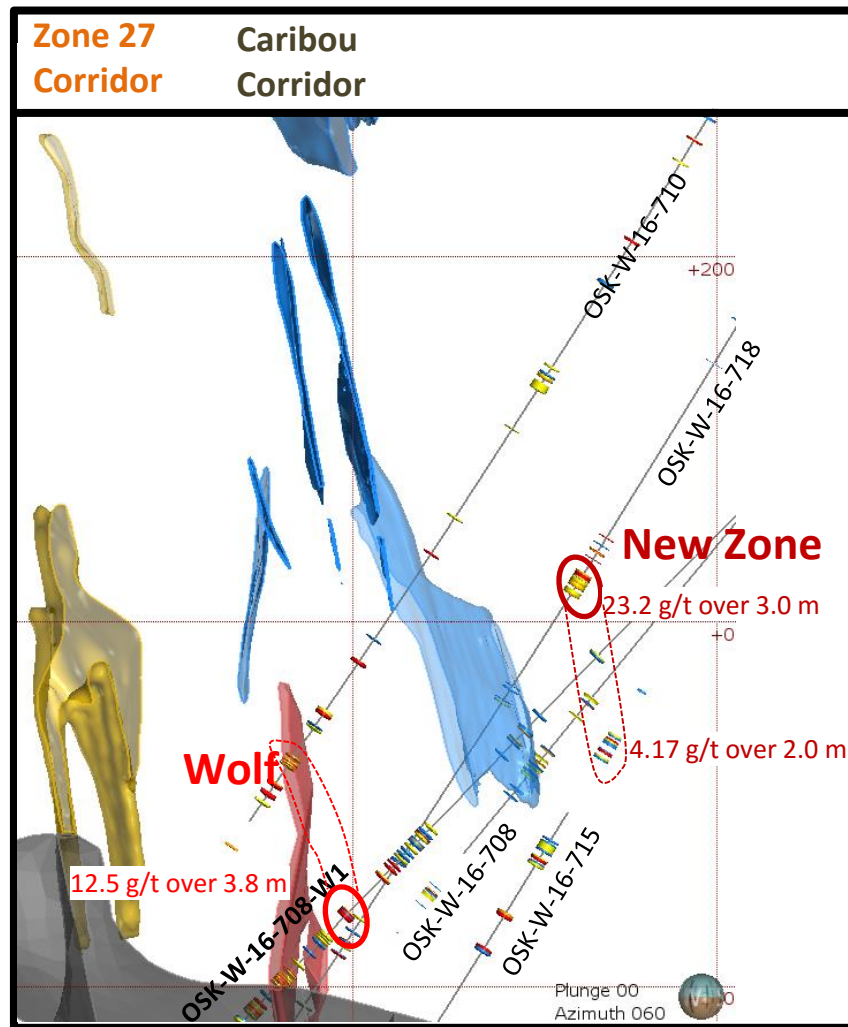 Zone 27
Corridor
Caribou
Corridor
OSK-W-16-710
+200
OSK-W-16-718
New Zone
23.2 g/t over 3.0 m
+0
4.17 g/t over 2.0 m
Wolf
12.5 g/t over 3.8 m
OSK-W-16-708-W1
OSK-W-16-708
OSK-W-16-715
Plunge 00
Azimuth 060